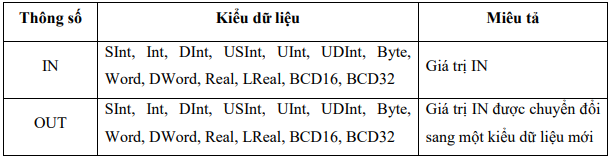 Thông số Kiểu dữ liệu Miêu tả
SInt, Int, DInt, USInt, UInt, UDInt, Byte,
IN Giá trị IN
Word, DWord, Real, LReal, BCD16, BCD32
SInt, Int, DInt, USInt, UInt, UDInt, Byte, Giá trị IN được chuyển đổi
OUT
Word, DWord, Real, LReal, BCD16, BCD32 sang một kiểu dữ liệu mới